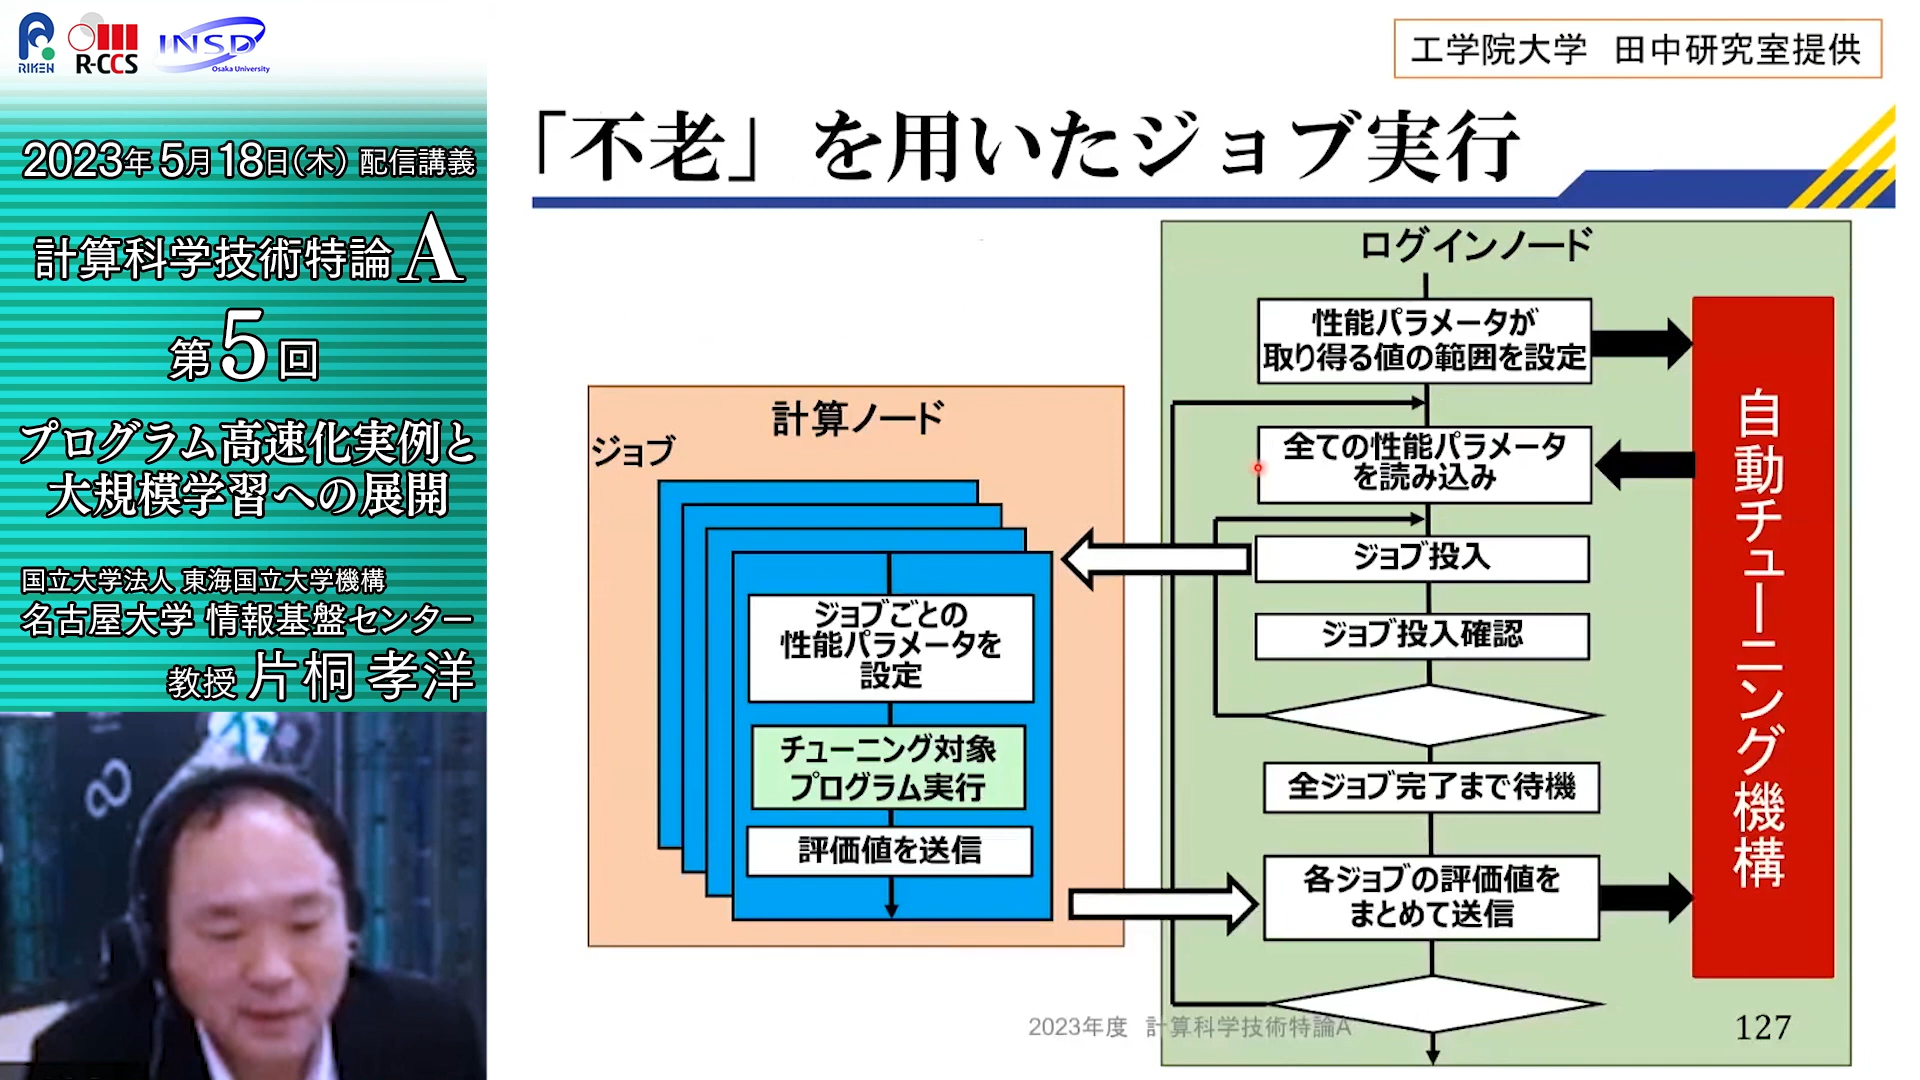 RIKEN
R-CCS
INSD
Osaka University
2023年5月18日(木) 配信講義
計算科学技術特論A
第5回
プログラム高速化実例と
大規模学習への展開
国立大学法人 東海国立大学機構
名古屋大学 情報基盤センター
教授 片桐 孝洋
工学院大学 田中研究室提供
「不老」を用いたジョブ実行
計算ノード
ジョブ
ジョブごとの
性能パラメータを
設定
チューニング対象
プログラム実行
評価値を送信
ログインノード
性能パラメータが
取り得る値の範囲を設定
全ての性能パラメータ
を読み込み
ジョブ投入
ジョブ投入確認
全ジョブ完了まで待機
各ジョブの評価値を
まとめて送信
自動チューニング機構
2023年度 計算科学技術特論A
127